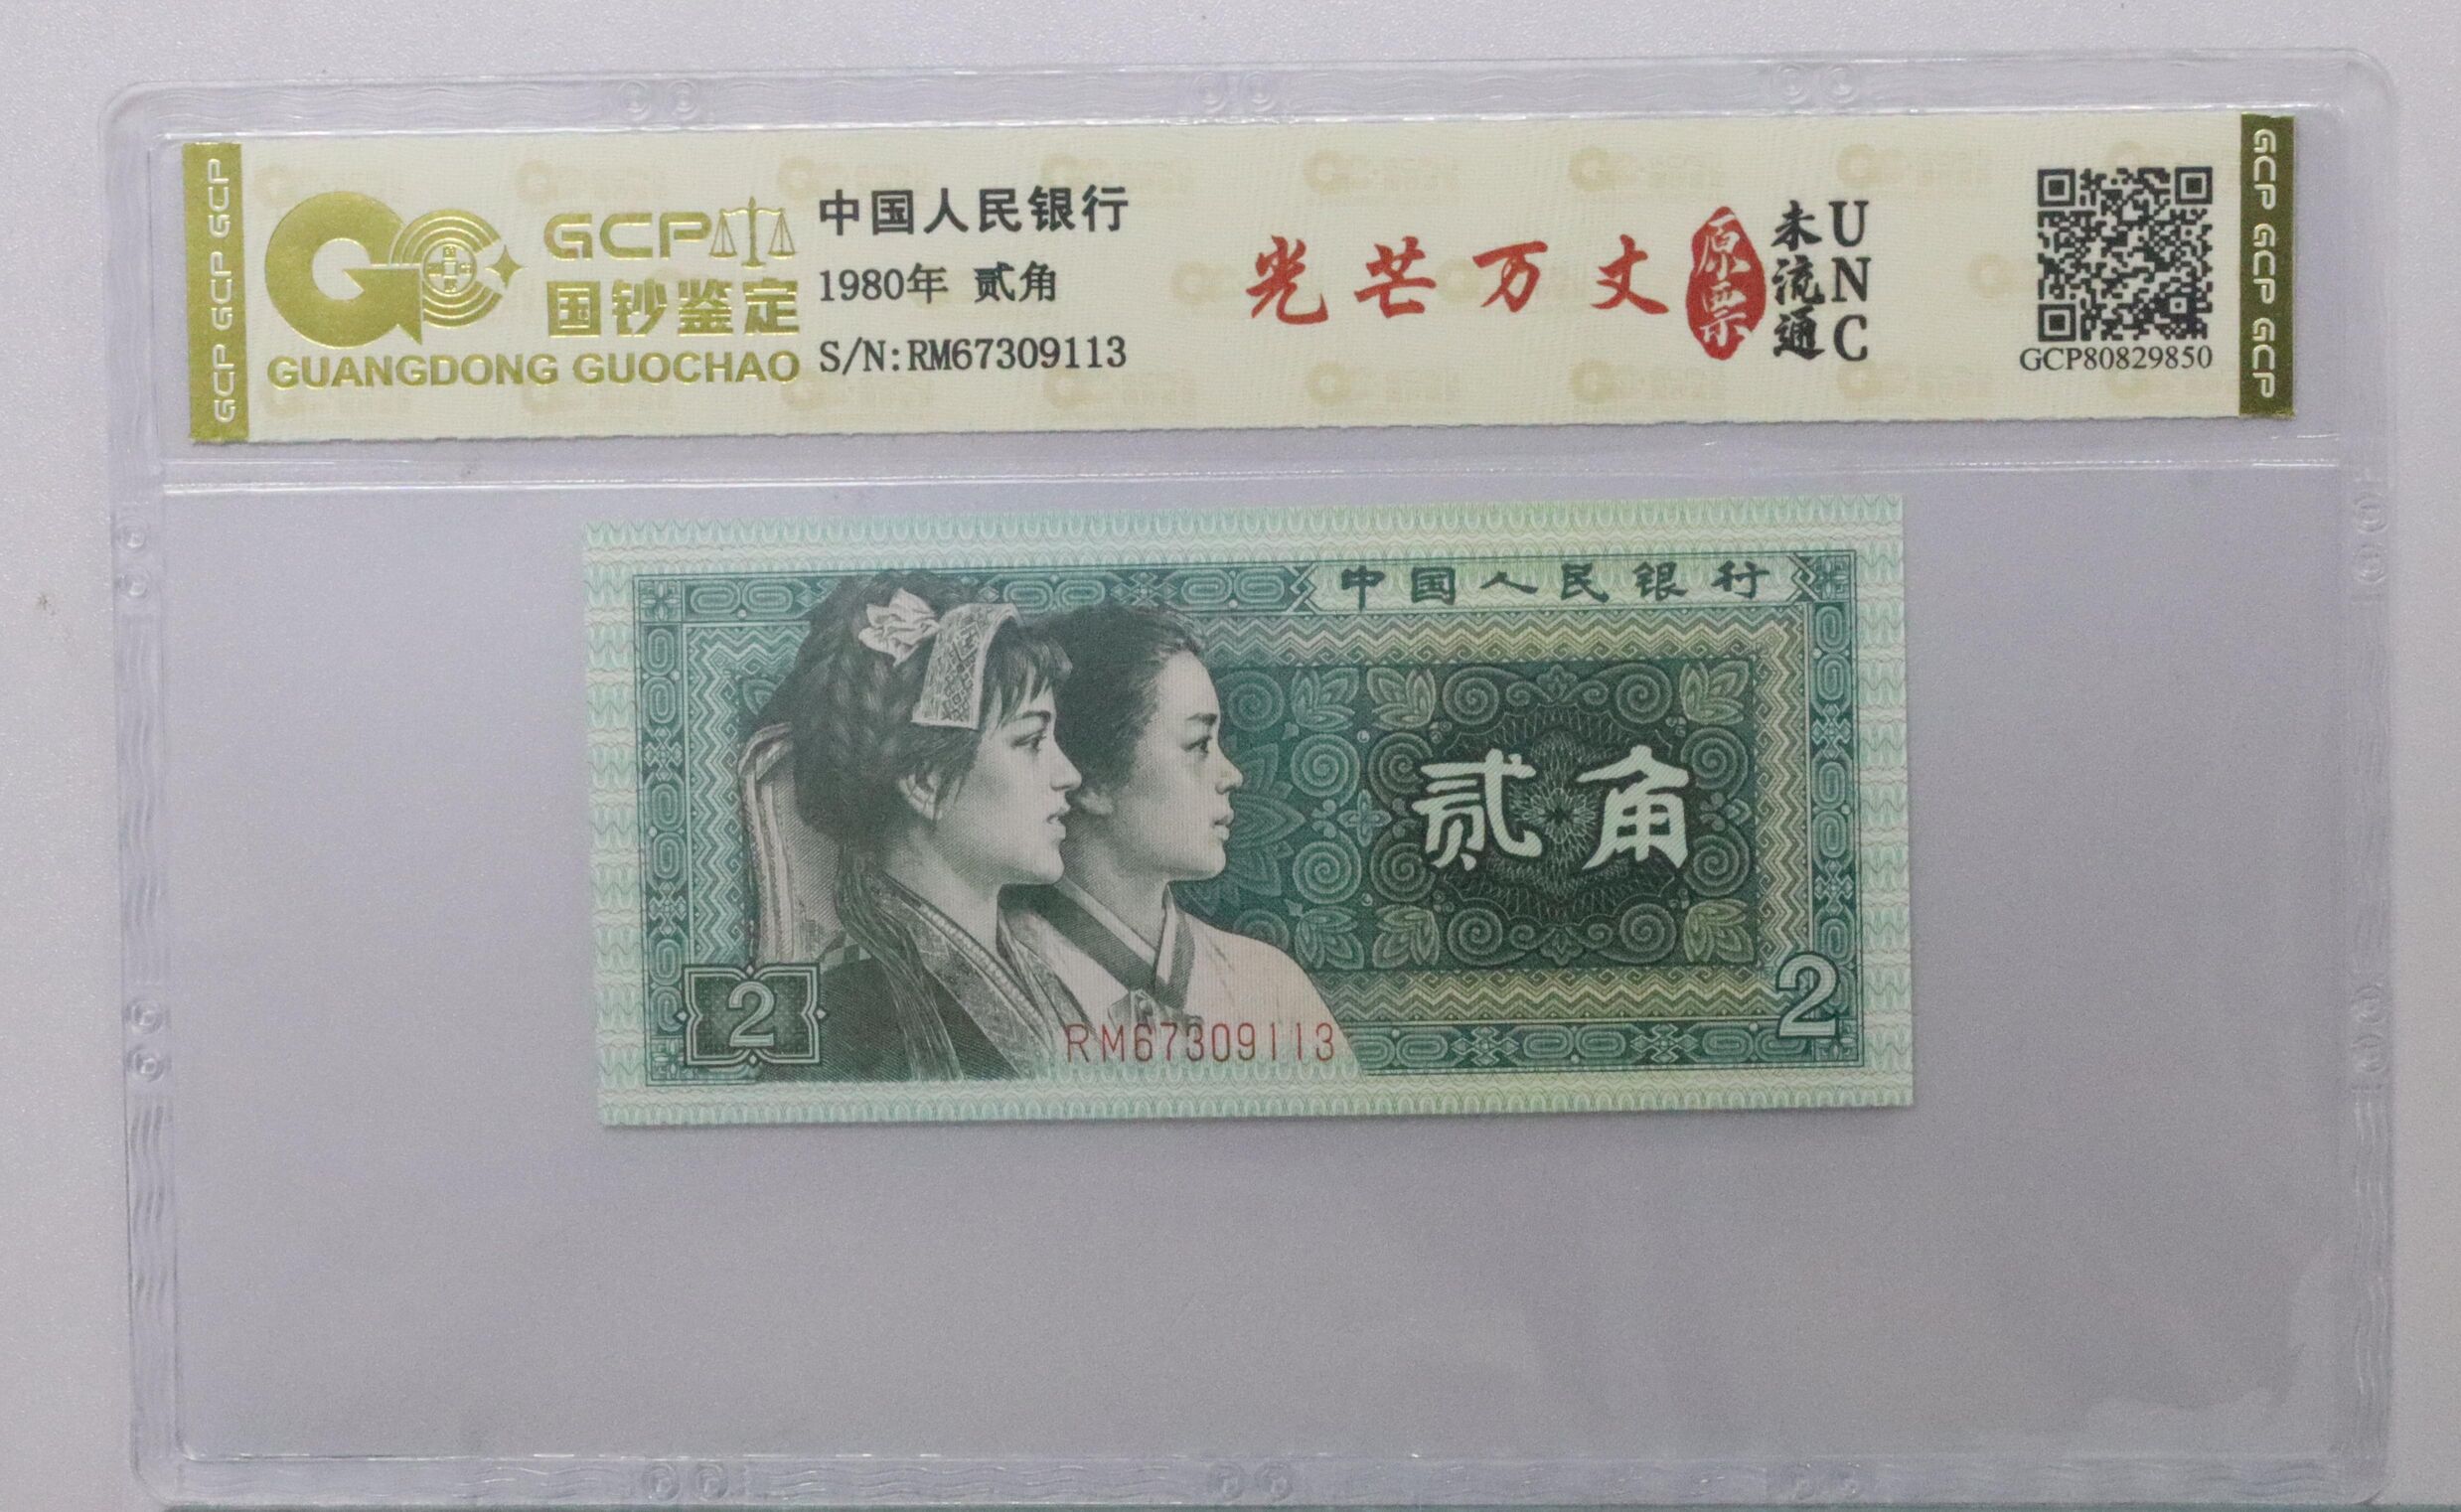 GCP GCP GCP
GCP
国钞鉴定
GUANGDONG GUOCHAO
中国人民银行
1980年 贰角
S/N:RM67309113
光芒万丈
原票
未流通
UNC
GCP80829850
GCP GCP GCP
中国人民银行
贰角
2
2
RM67309113